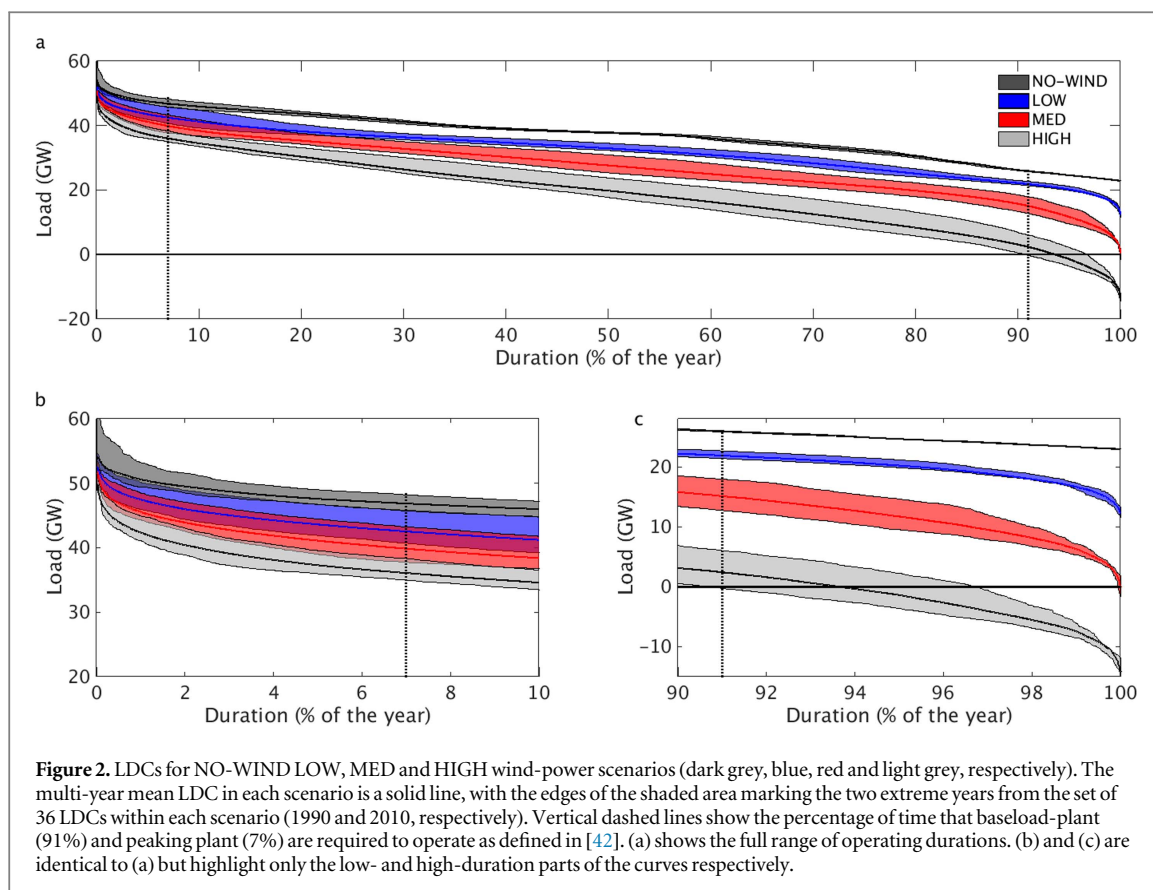 a
60
40
20
0
-20
Load (GW)
NO-WIND
LOW
MED
HIGH
0 10 20 30 40 50 60 70 80 90 100
Duration (% of the year)
b
60
50
40
30
20
Load (GW)
0 2 4 6 8 10
Duration (% of the year)
c
20
10
0
-10
Load (GW)
90 92 94 96 98 100
Duration (% of the year)
Figure 2. LDCs for NO-WIND LOW, MED and HIGH wind-power scenarios (dark grey, blue, red and light grey, respectively). The
multi-year mean LDC in each scenario is a solid line, with the edges of the shaded area marking the two extreme years from the set of
36 LDCs within each scenario (1990 and 2010, respectively). Vertical dashed lines show the percentage of time that baseload-plant
(91%) and peaking plant (7%) are required to operate as defined in [42]. (a) shows the full range of operating durations. (b) and (c) are
identical to (a) but highlight only the low- and high-duration parts of the curves respectively.